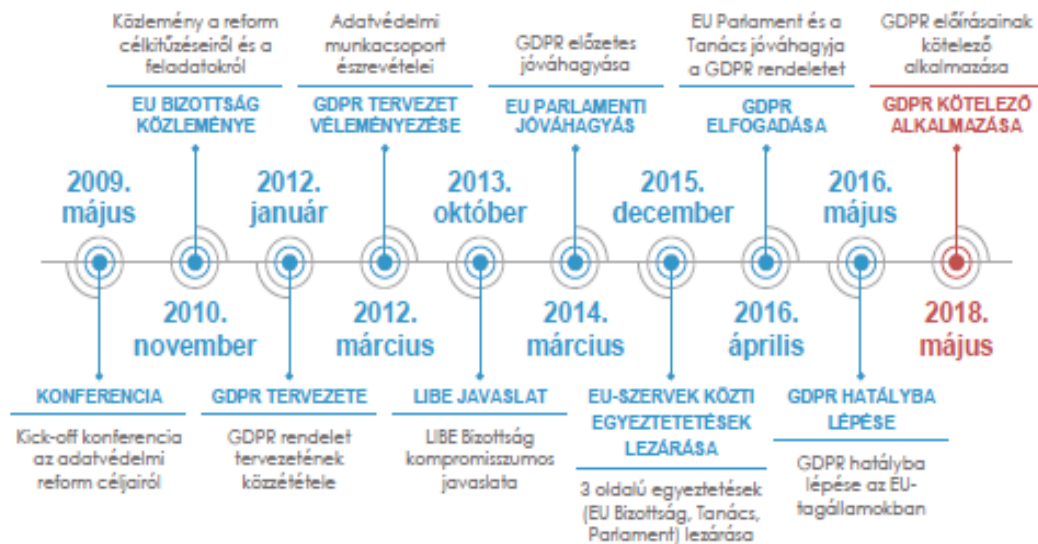 Közlemény a reform
célkitűzéseiről és a
feladatokról
EU BIZOTTSÁG
KÖZLEMÉNYE
Adatvédelmi
munkacsoport
észrevételei
GDPR TERVEZET
VÉLEMÉNYEZÉSE
GDPR előzetes
jóváhagyása
EU PARLAMENTI
JÓVÁHAGYÁS
EU Parlament és a
Tanács jóváhagyja
a GDPR rendeletet
GDPR
ELFOGADÁSA
GDPR előírásainak
kötelező
alkalmazása
GDPR KÖTELEZŐ
ALKALMAZÁSA
2009.
május
2012.
január
2013.
október
2015.
december
2016.
május
2010.
november
2012.
március
2014.
március
2016.
április
2018.
május
KONFERENCIA
Kick-off konferencia
az adatvédelmi
reform céljairól
GDPR TERVEZETE
GDPR rendelet
tervezetének
közzététele
LIBE JAVASLAT
LIBE Bizottság
kompromisszumos
javaslata
EU-SZERVEK KÖZTI
EGYEZTETETÉSEK
LEZÁRÁSA
3 oldalú egyeztetések
(EU Bizottság, Tanács,
Parlament) lezárása
GDPR HATÁLYBA
LÉPÉSE
GDPR hatályba
lépése az EU-
tagállamokban